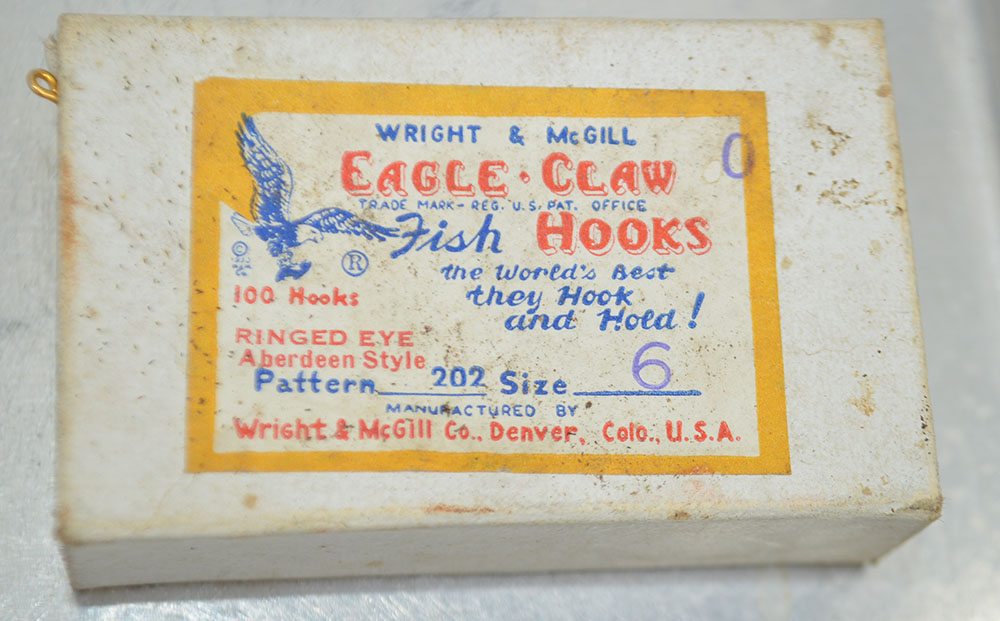 WRIGHT & McGILL
0
EAGLE · CLAW
TRADE MARK - REG. U.S. PAT. OFFICE
Fish HOOKS
©
®
the World's Best
they Hook
and Hold!
100 Hooks
RINGED EYE
Aberdeen Style
Pattern 202 Size 6
MANUFACTURED BY
Wright & McGill Co., Denver, Colo., U.S.A.